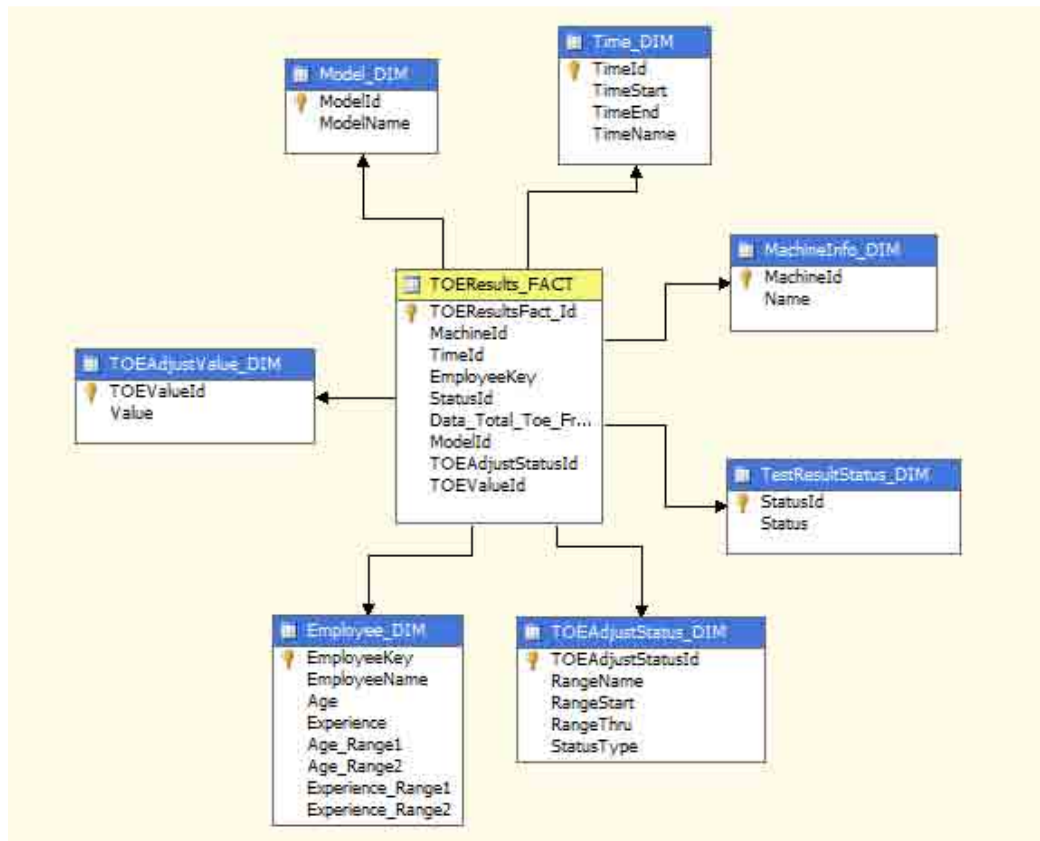 Time_DIM
TimeId
TimeStart
TimeEnd
TimeName
Model_DIM
ModelId
ModelName
MachineInfo_DIM
MachineId
Name
TOEResults_FACT
TOEResultsFact_Id
MachineId
TimeId
EmployeeKey
StatusId
Data_Total_Toe_Fr...
ModelId
TOEAdjustStatusId
TOEValueId
TOEAdjustValue_DIM
TOEValueId
Value
TestResultStatus_DIM
StatusId
Status
Employee_DIM
EmployeeKey
EmployeeName
Age
Experience
Age_Range1
Age_Range2
Experience_Range1
Experience_Range2
TOEAdjustStatus_DIM
TOEAdjustStatusId
RangeName
RangeStart
RangeThru
StatusType